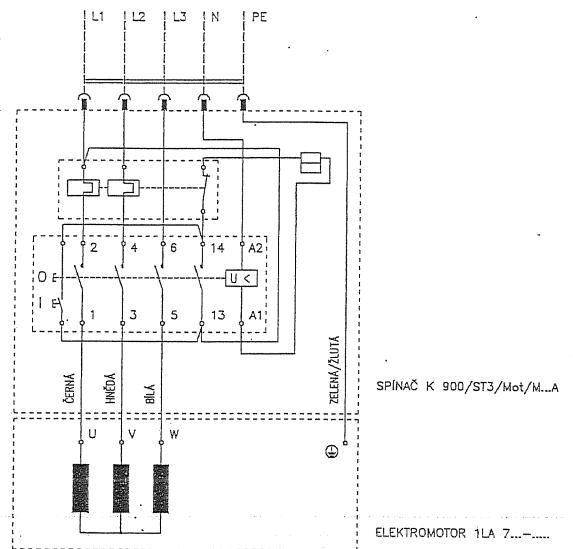 L1 L2 L3 N PE
2 4 6 14 A2
O E U <
I E
1 3 5 13 A1
ČERNÁ
HNĚDÁ
BÍLÁ
ZELENÁ/ŽLUTÁ
SPÍNAČ K 900/ST3/Mot/M...A
U V W
ELEKTROMOTOR 1LA 7...-.....